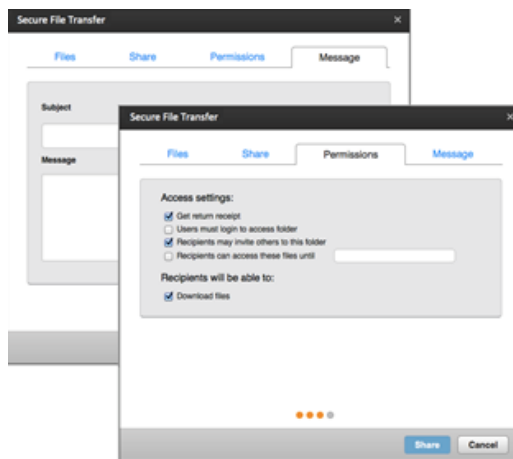 Secure File Transfer
Files Share Permissions Message
Subject
Message
Secure File Transfer
Files Share Permissions Message
Access settings:
Get return receipt
Users must login to access folder
Recipients may invite others to this folder
Recipients can access these files until
Recipients will be able to:
Download files
Share Cancel